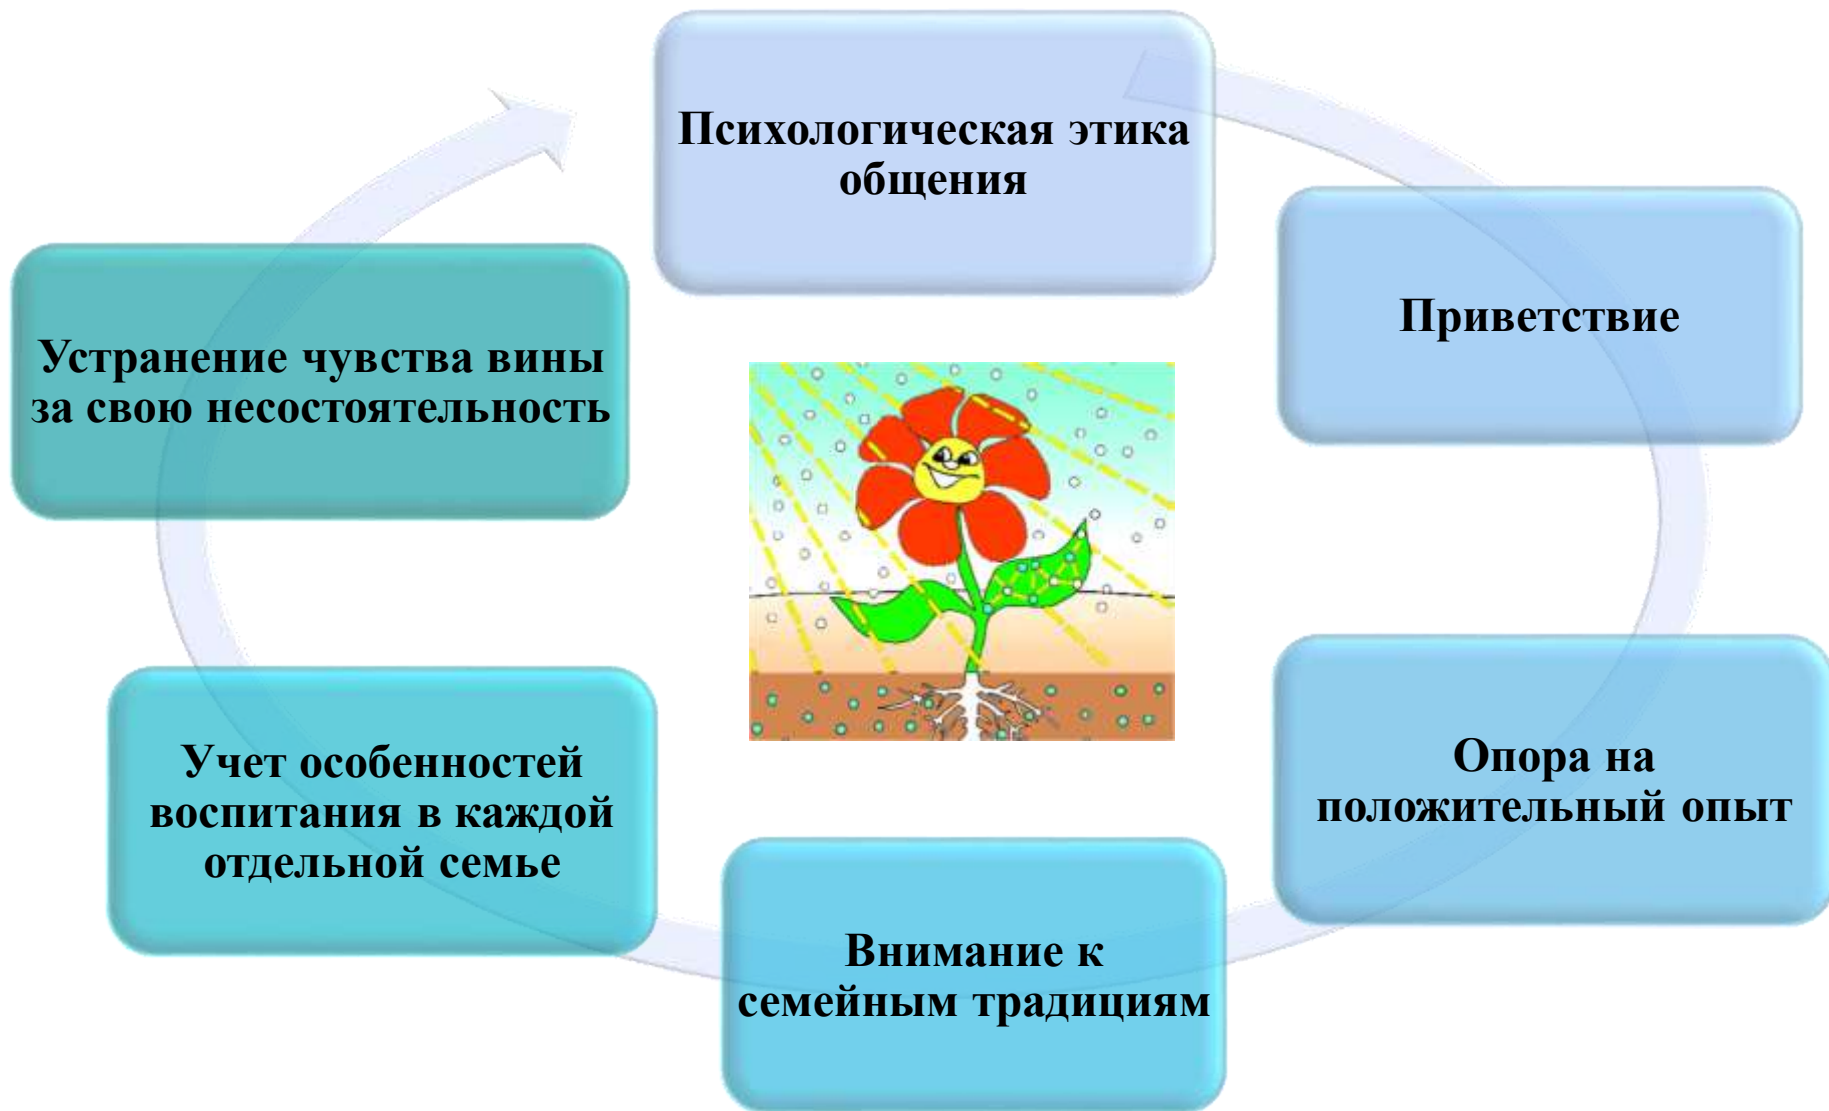 Психологическая этика
общения
Приветствие
Опора на
положительный опыт
Внимание к
семейным традициям
Учет особенностей
воспитания в каждой
отдельной семье
Устранение чувства вины
за свою несостоятельность